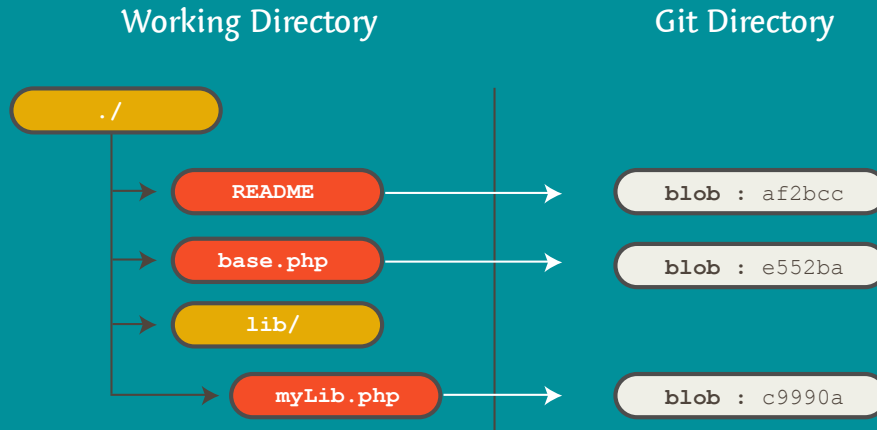 Working Directory Git Directory
./
README blob : af2bcc
base.php blob : e552ba
lib/
myLib.php blob : c9990a